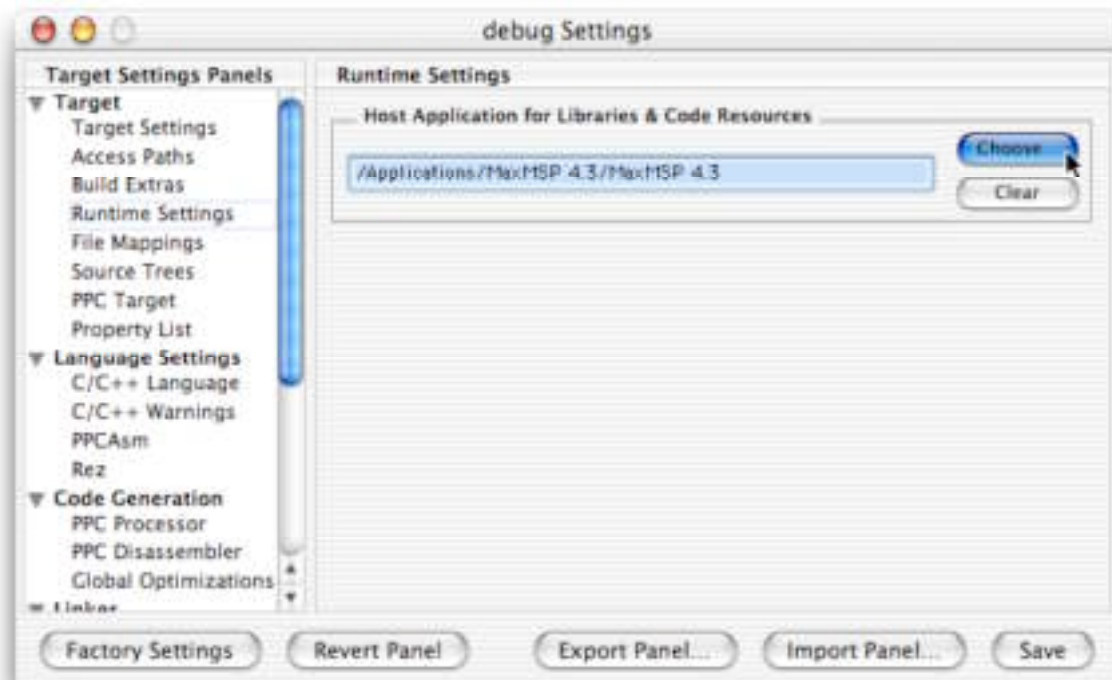 debug Settings
Target Settings Panels
Target
Target Settings
Access Paths
Build Extras
Runtime Settings
File Mappings
Source Trees
PPC Target
Property List
Language Settings
C/C++ Language
C/C++ Warnings
PPCAsm
Rez
Code Generation
PPC Processor
PPC Disassembler
Global Optimizations
Linker
Runtime Settings
Host Application for Libraries & Code Resources
/Applications/MaxMSP 4.3/MaxMSP 4.3
Choose
Clear
Factory Settings
Revert Panel
Export Panel...
Import Panel...
Save